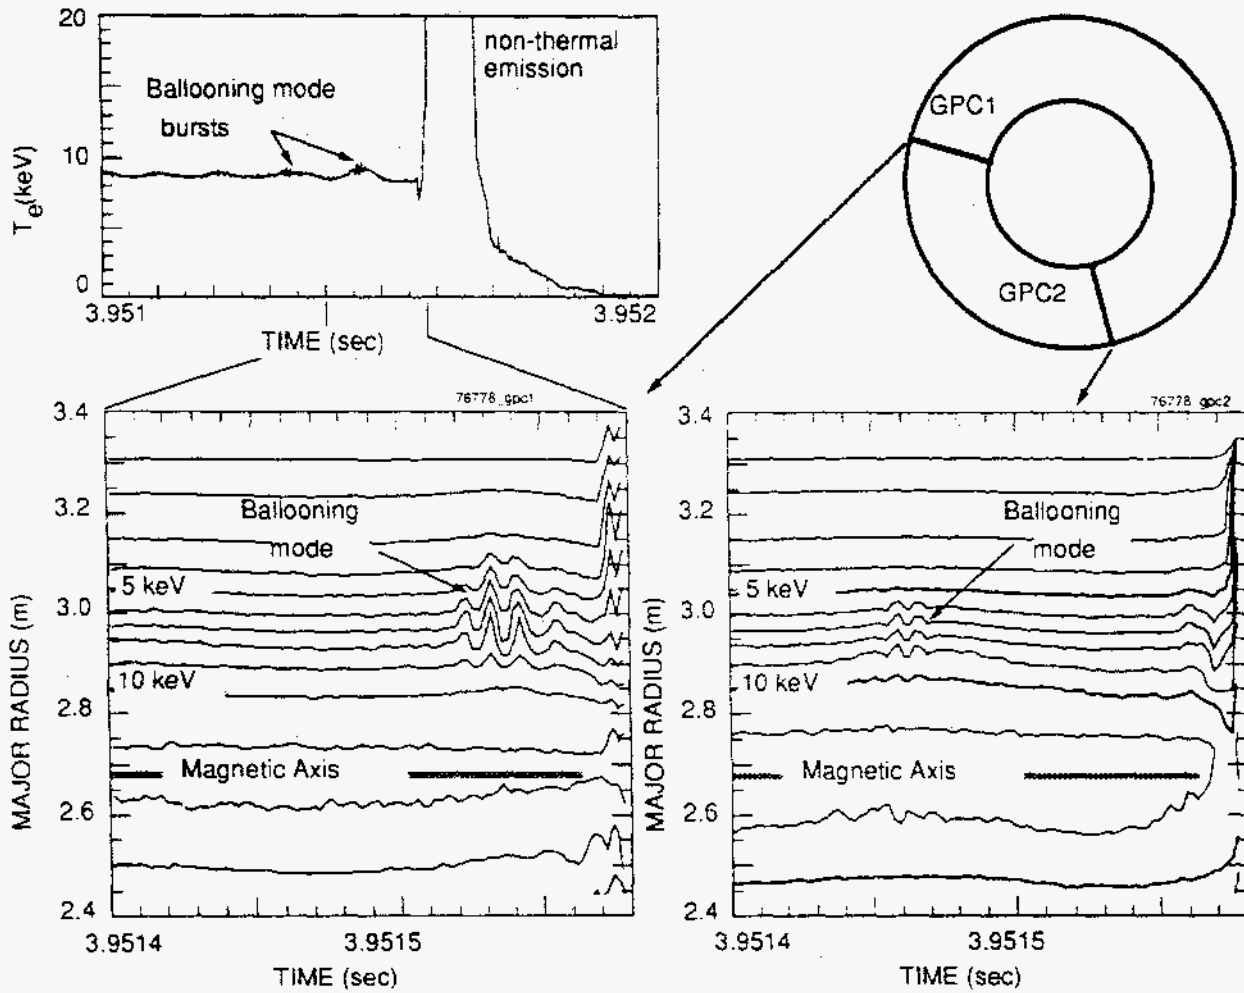 20
10
0
T_e(keV)
Ballooning mode
bursts
non-thermal
emission
3.951
3.952
TIME (sec)
GPC1
GPC2
76778_gpc1
3.4
3.2
3.0
2.8
2.6
2.4
MAJOR RADIUS (m)
Ballooning
mode
5 keV
10 keV
Magnetic Axis
3.9514
3.9515
TIME (sec)
76778 gpc2
3.4
3.2
3.0
2.8
2.6
2.4
MAJOR RADIUS (m)
Ballooning
mode
5 keV
10 keV
Magnetic Axis
3.9514
3.9515
TIME (sec)